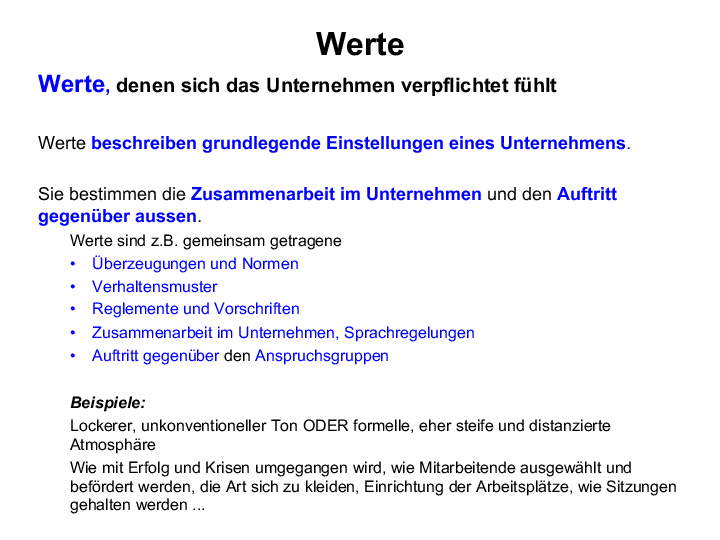 Werte
Werte, denen sich das Unternehmen verpflichtet fühlt
Werte beschreiben grundlegende Einstellungen eines Unternehmens.
Sie bestimmen die Zusammenarbeit im Unternehmen und den Auftritt
gegenüber aussen.
Werte sind z.B. gemeinsam getragene
• Überzeugungen und Normen
• Verhaltensmuster
• Reglemente und Vorschriften
• Zusammenarbeit im Unternehmen, Sprachregelungen
• Auftritt gegenüber den Anspruchsgruppen
Beispiele:
Lockerer, unkonventioneller Ton ODER formelle, eher steife und distanzierte
Atmosphäre
Wie mit Erfolg und Krisen umgegangen wird, wie Mitarbeitende ausgewählt und
befördert werden, die Art sich zu kleiden, Einrichtung der Arbeitsplätze, wie Sitzungen
gehalten werden ...